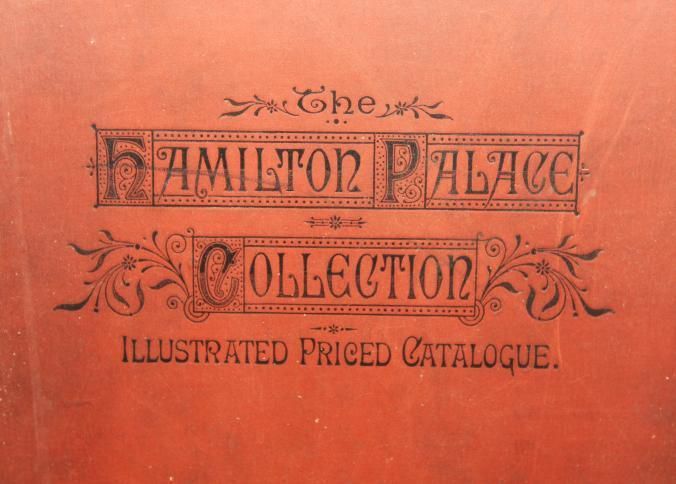 The
Hamilton Palace
Collection
Illustrated Priced Catalogue.